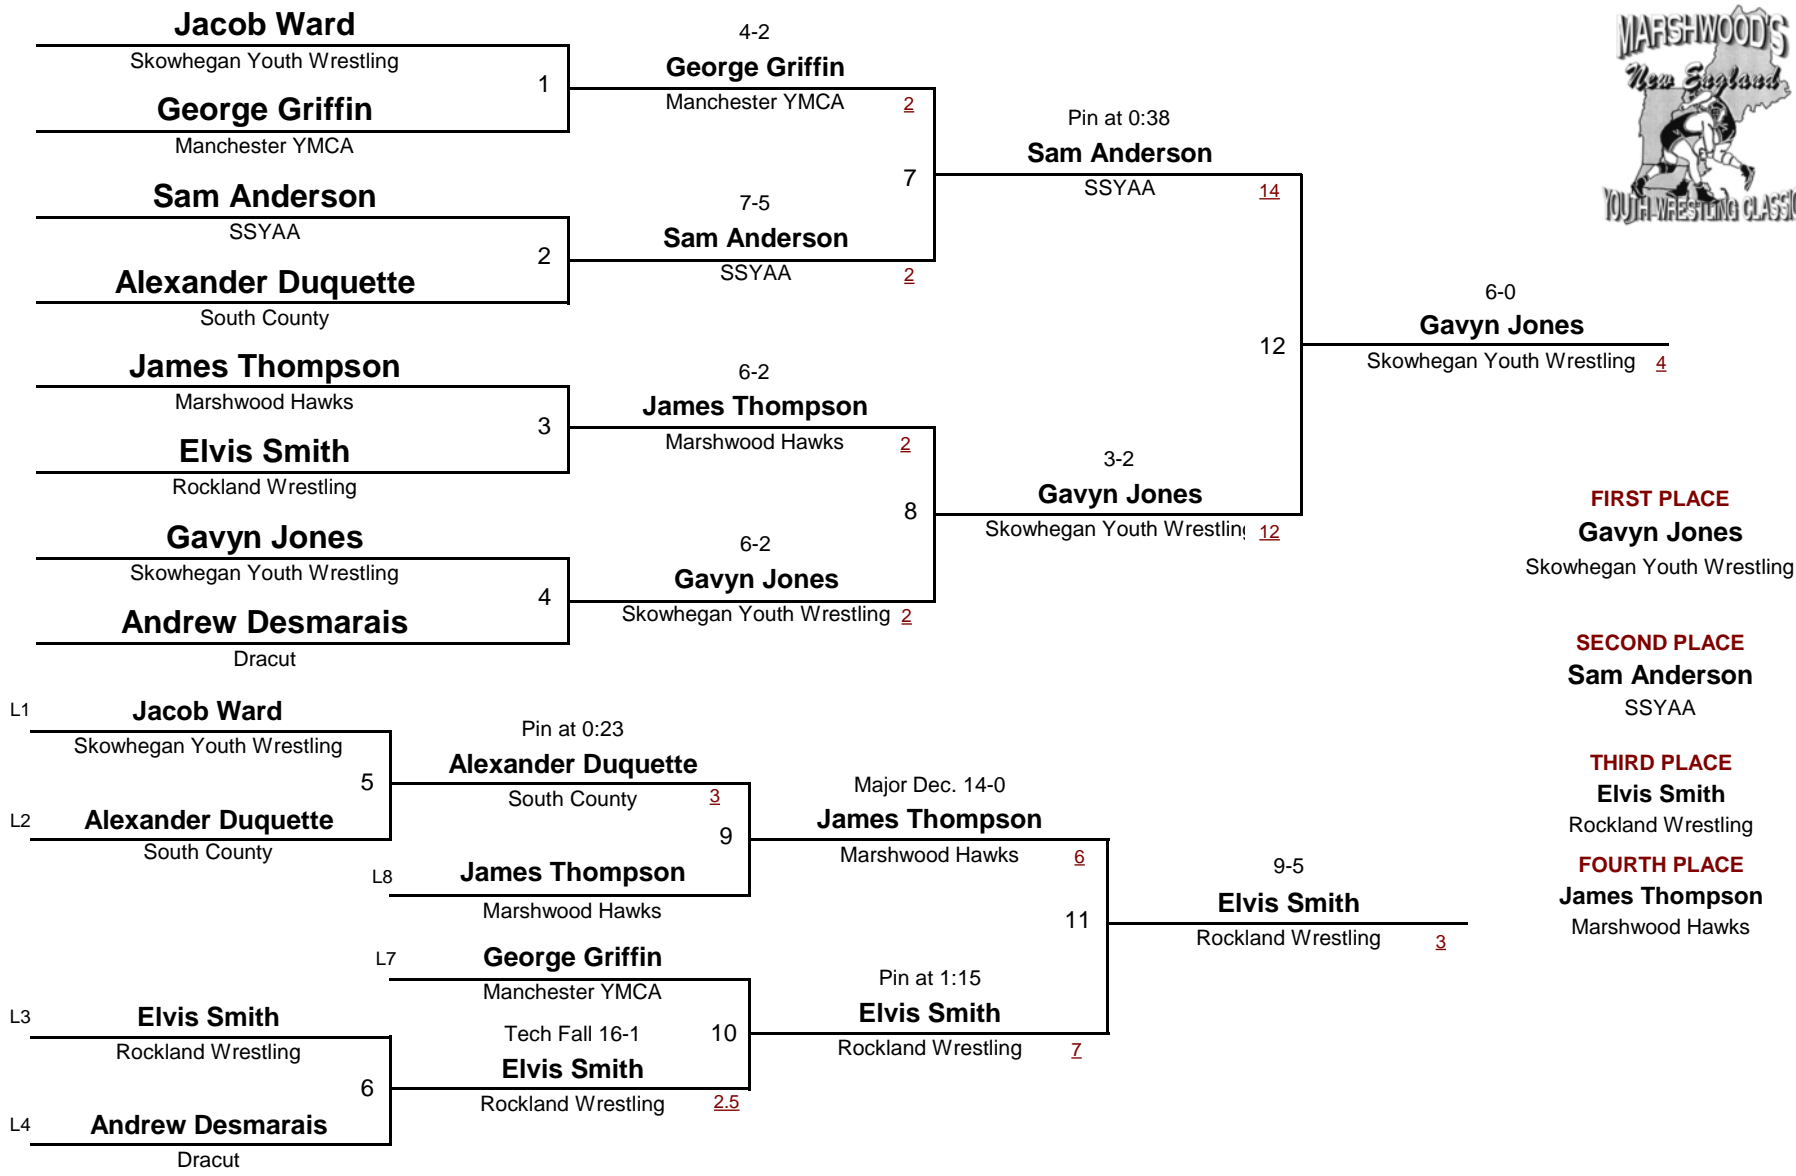 Jacob Ward
Skowhegan Youth Wrestling
1
George Griffin
Manchester YMCA
Sam Anderson
SSYAA
2
Alexander Duquette
South County
James Thompson
Marshwood Hawks
3
Elvis Smith
Rockland Wrestling
Gavyn Jones
Skowhegan Youth Wrestling
4
Andrew Desmarais
Dracut
4-2
George Griffin
Manchester YMCA 2
7
7-5
Sam Anderson
SSYAA 2
6-2
James Thompson
Marshwood Hawks 2
8
6-2
Gavyn Jones
Skowhegan Youth Wrestling 2
Pin at 0:38
Sam Anderson
SSYAA 14
12
3-2
Gavyn Jones
Skowhegan Youth Wrestling 12
6-0
Gavyn Jones
Skowhegan Youth Wrestling 4
MARSHWOOD'S
New England
YOUTH WRESTLING CLASSIC
FIRST PLACE
Gavyn Jones
Skowhegan Youth Wrestling
SECOND PLACE
Sam Anderson
SSYAA
THIRD PLACE
Elvis Smith
Rockland Wrestling
FOURTH PLACE
James Thompson
Marshwood Hawks
L1 Jacob Ward
Skowhegan Youth Wrestling
5
L2 Alexander Duquette
South County
L3 Elvis Smith
Rockland Wrestling
6
L4 Andrew Desmarais
Dracut
Pin at 0:23
Alexander Duquette
South County 3
9
L8 James Thompson
Marshwood Hawks
L7 George Griffin
Manchester YMCA
Tech Fall 16-1 10
Elvis Smith
Rockland Wrestling 2.5
Major Dec. 14-0
James Thompson
Marshwood Hawks 6
11
Pin at 1:15
Elvis Smith
Rockland Wrestling 7
9-5
Elvis Smith
Rockland Wrestling 3